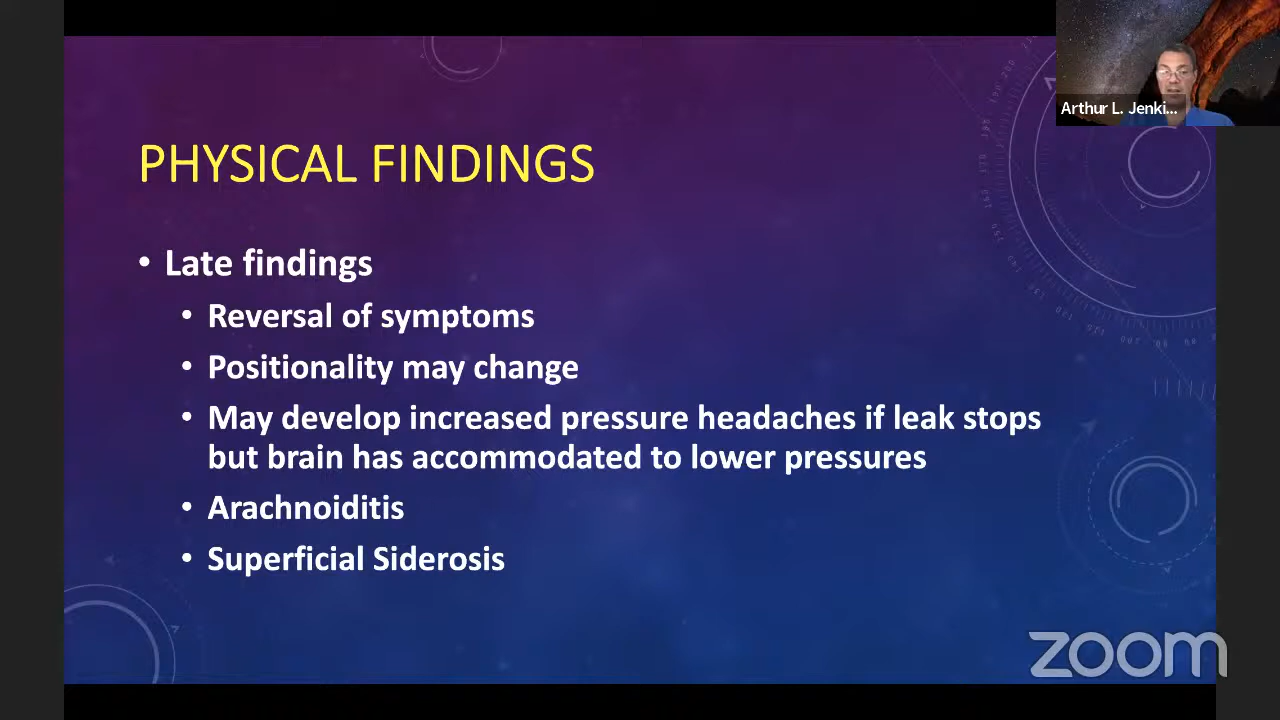 Arthur L. Jenki...
PHYSICAL FINDINGS
• Late findings
• Reversal of symptoms
• Positionality may change
• May develop increased pressure headaches if leak stops
but brain has accommodated to lower pressures
• Arachnoiditis
• Superficial Siderosis
zoom